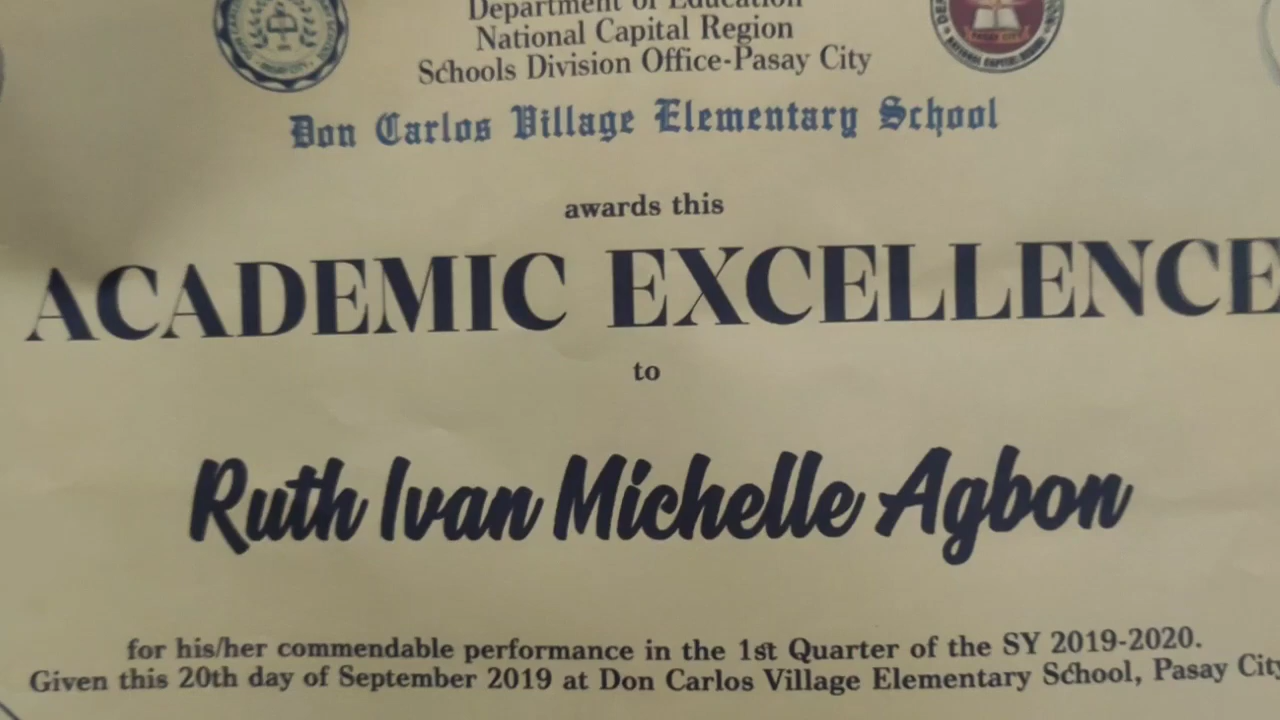 Department of Education
National Capital Region
Schools Division Office-Pasay City
Don Carlos Village Elementary School
awards this
ACADEMIC EXCELLENCE
to
Ruth Ivan Michelle Agbon
for his/her commendable performance in the 1st Quarter of the SY 2019-2020.
Given this 20th day of September 2019 at Don Carlos Village Elementary School, Pasay City